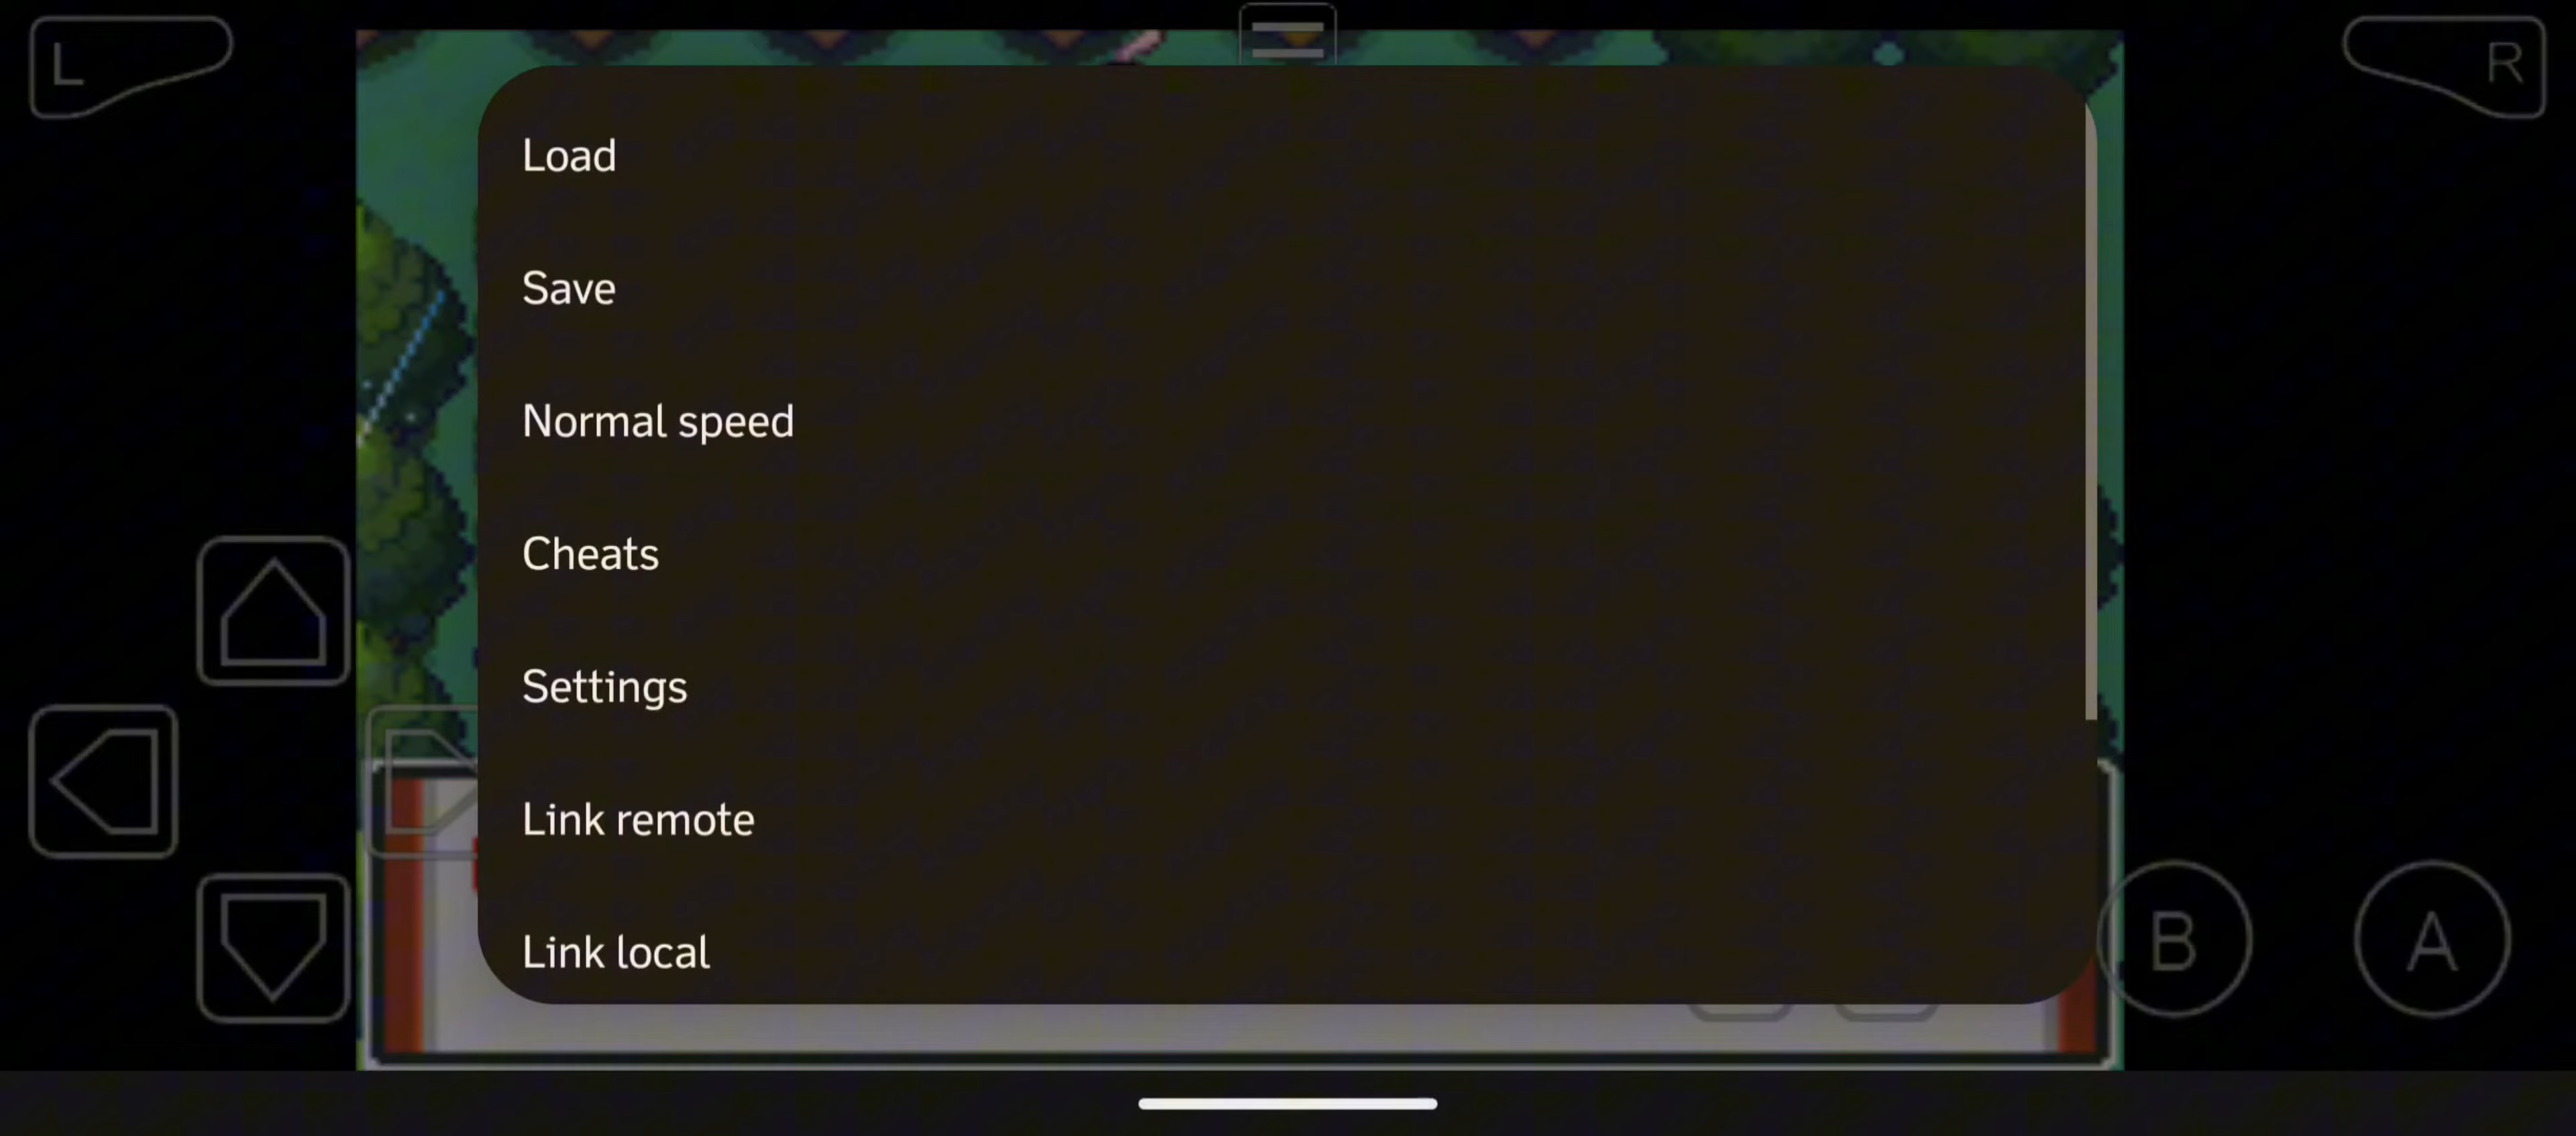 L
R
Load
Save
Normal speed
Cheats
Settings
Link remote
Link local
B
A